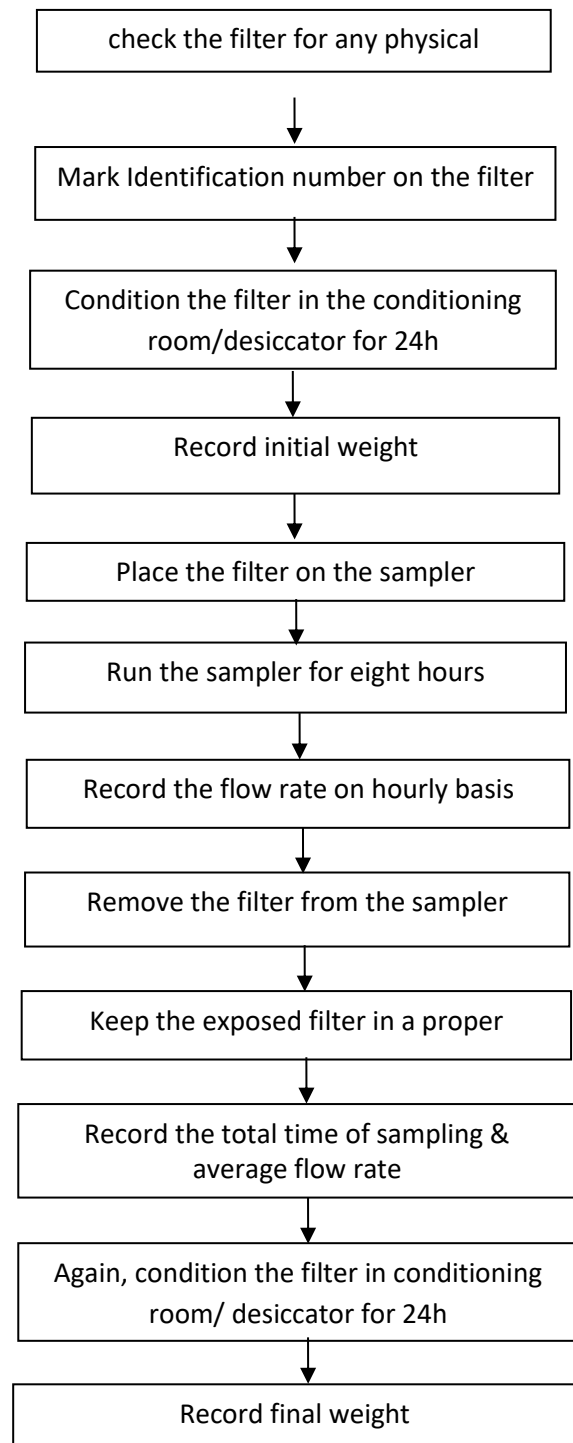 check the filter for any physical
Mark Identification number on the filter
Condition the filter in the conditioning
room/desiccator for 24h
Record initial weight
Place the filter on the sampler
Run the sampler for eight hours
Record the flow rate on hourly basis
Remove the filter from the sampler
Keep the exposed filter in a proper
Record the total time of sampling &
average flow rate
Again, condition the filter in conditioning
room/ desiccator for 24h
Record final weight